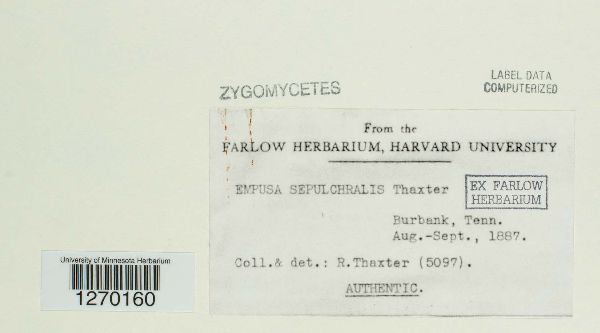 ZYGOMYCETES
LABEL DATA
COMPUTERIZED
From the
FARLOW HERBARIUM, HARVARD UNIVERSITY
EMPUSA SEPULCHRALIS Thaxter
EX FARLOW
HERBARIUM
Burbank, Tenn.
Aug.-Sept., 1887.
Coll.& det.: R.Thaxter (5097).
AUTHENTIC.
University of Minnesota Herbarium
1270160